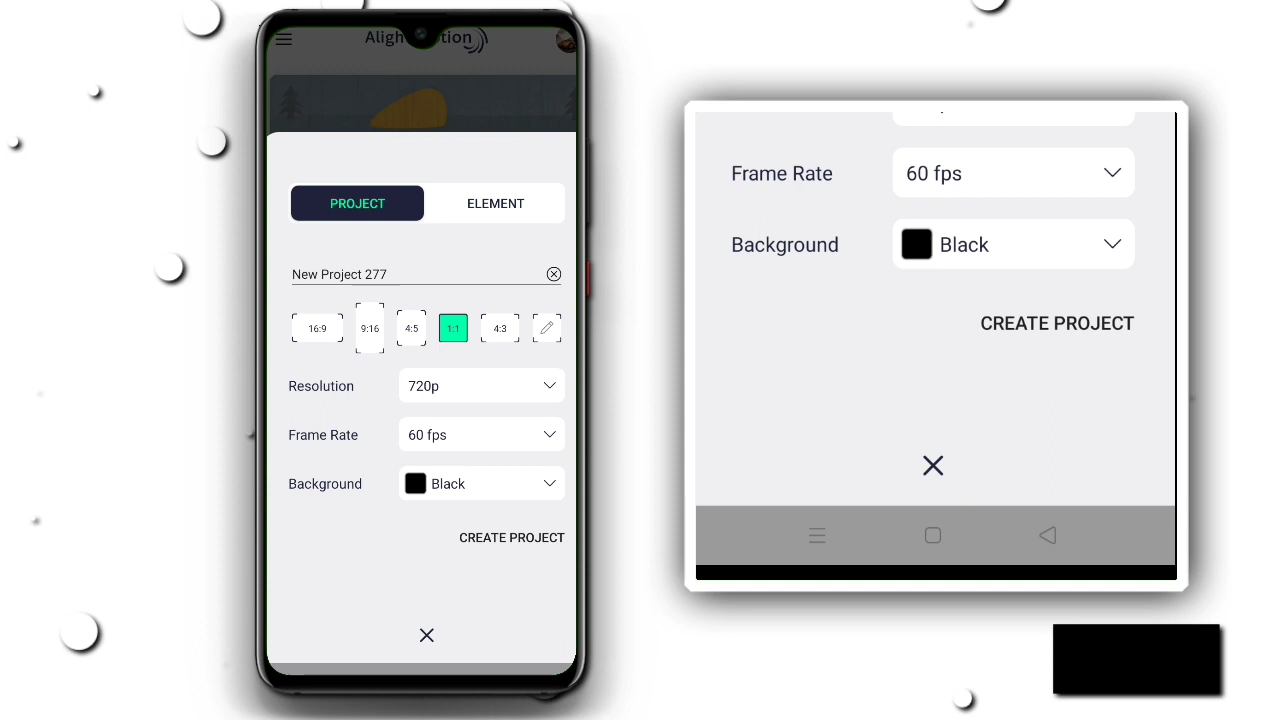 PROJECT
ELEMENT
New Project 277
16:9
9:16
4:5
1:1
4:3
Resolution
720p
Frame Rate
60 fps
Background
Black
CREATE PROJECT
Frame Rate
60 fps
Background
Black
CREATE PROJECT